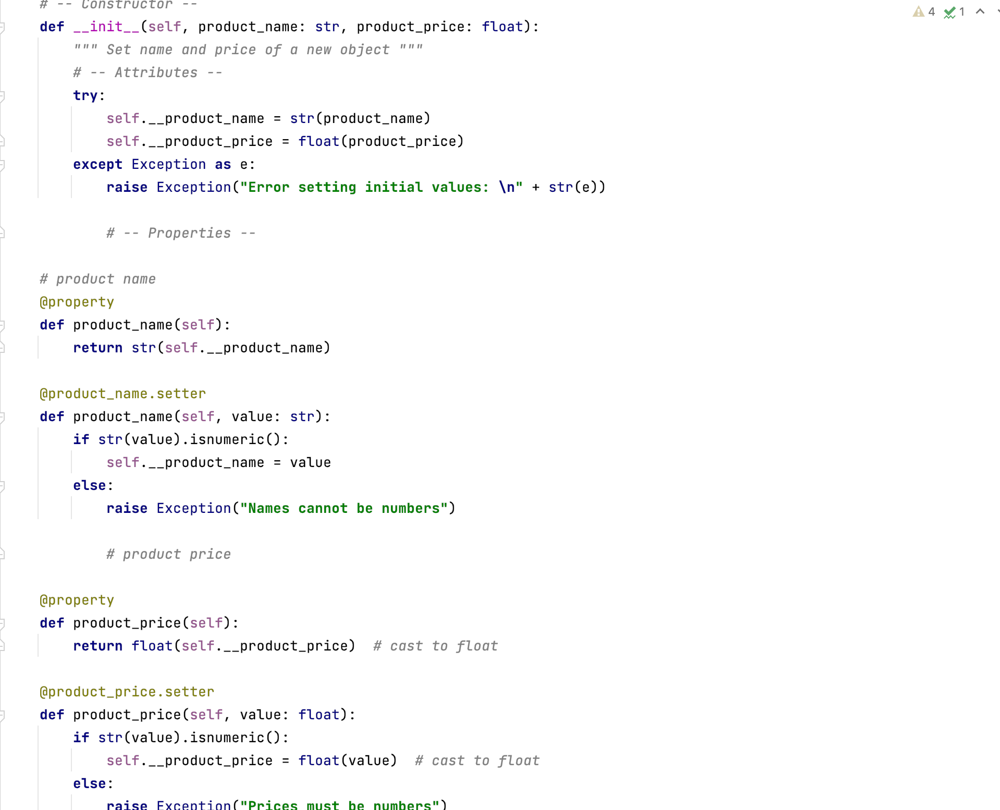 # -- Constructor --
4 1
def __init__(self, product_name: str, product_price: float):
""" Set name and price of a new object """
# -- Attributes --
try:
self.__product_name = str(product_name)
self.__product_price = float(product_price)
except Exception as e:
raise Exception("Error setting initial values: \n" + str(e))
# -- Properties --
# product name
@property
def product_name(self):
return str(self.__product_name)
@product_name.setter
def product_name(self, value: str):
if str(value).isnumeric():
self.__product_name = value
else:
raise Exception("Names cannot be numbers")
# product price
@property
def product_price(self):
return float(self.__product_price)  # cast to float
@product_price.setter
def product_price(self, value: float):
if str(value).isnumeric():
self.__product_price = float(value)  # cast to float
else:
raise Exception("Prices must be numbers")